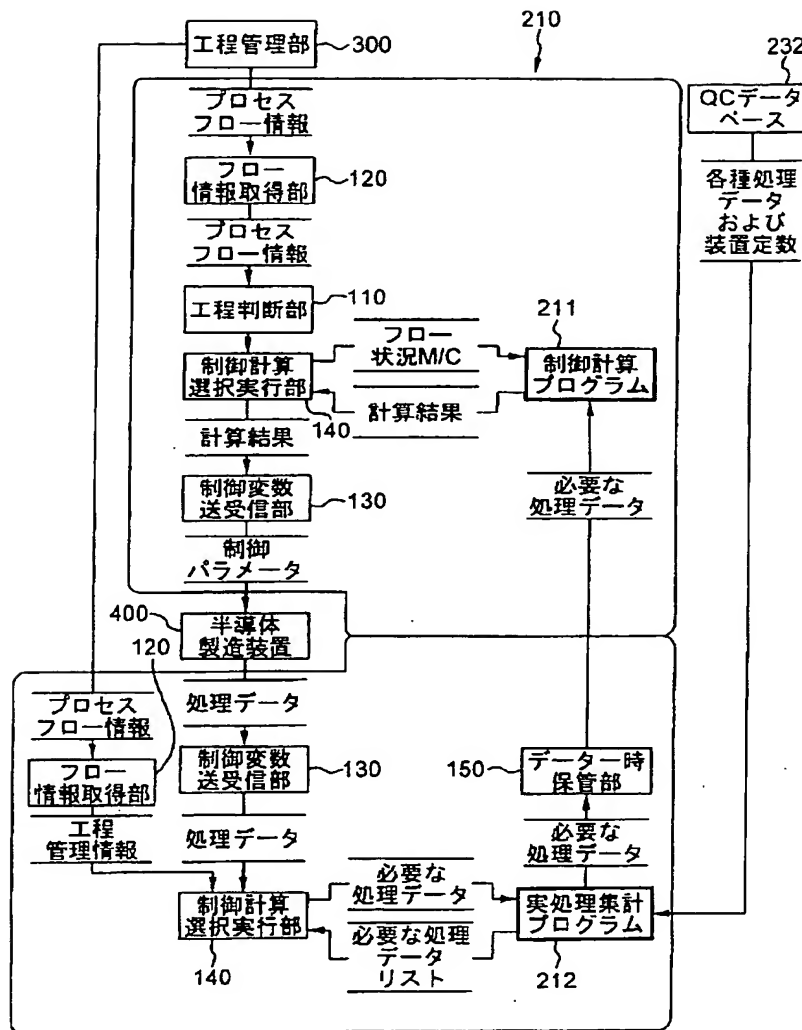 工程管理部
300
210
232
QCデータ
ベース
プロセス
フロー情報
フロー
情報取得部
120
各種処理
データ
および
装置定数
プロセス
フロー情報
工程判断部
110
フロー
状況M/C
211
制御計算
プログラム
制御計算
選択実行部
140
計算結果
計算結果
制御変数
送受信部
130
必要な
処理データ
制御
パラメータ
400
半導体
製造装置
120
プロセス
フロー情報
処理データ
フロー
情報取得部
制御変数
送受信部
130
150
データ一時
保管部
工程
管理情報
処理データ
必要な
処理データ
必要な
処理データ
制御計算
選択実行部
140
必要な処理
データ
リスト
実処理集計
プログラム
212